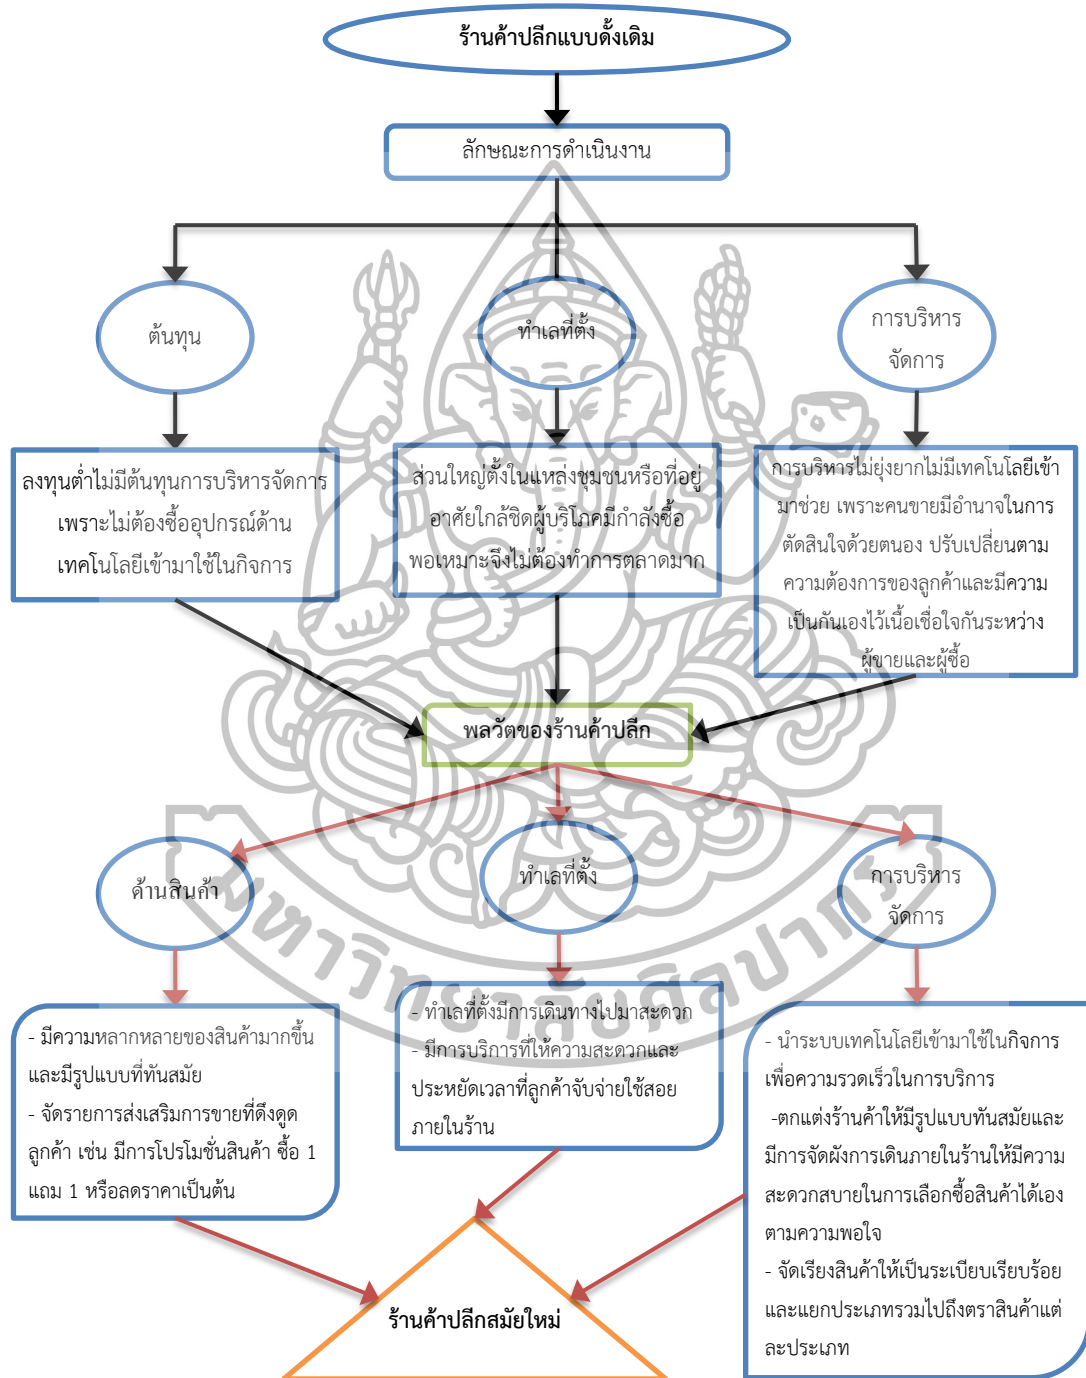 ร้านค้าปลีกแบบดั้งเดิม
ลักษณะการดำเนินงาน
ต้นทุน
ทำเลที่ตั้ง
การบริหาร
จัดการ
ลงทุนต่ำไม่มีต้นทุนการบริหารจัดการ
เพราะไม่ต้องซื้ออุปกรณ์ด้าน
เทคโนโลยีเข้ามาใช้ในกิจการ
ส่วนใหญ่ตั้งในแหล่งชุมชนหรือที่อยู่
อาศัยใกล้ชิดผู้บริโภคมีกำลังซื้อ
พอเหมาะจึงไม่ต้องทำการตลาดมาก
การบริหารไม่ยุ่งยากไม่มีเทคโนโลยีเข้า
มาช่วย เพราะคนขายมีอำนาจในการ
ตัดสินใจด้วยตนเอง ปรับเปลี่ยนตาม
ความต้องการของลูกค้าและมีความ
เป็นกันเองไว้เนื้อเชื่อใจกันระหว่าง
ผู้ขายและผู้ซื้อ
พลวัตของร้านค้าปลีก
ด้านสินค้า
ทำเลที่ตั้ง
การบริหาร
จัดการ
- มีความหลากหลายของสินค้ามากขึ้น
และมีรูปแบบที่ทันสมัย
- จัดรายการส่งเสริมการขายที่ดึงดูด
ลูกค้า เช่น มีการโปรโมชั่นสินค้า ซื้อ 1
แถม 1 หรือลดราคาเป็นต้น
- ทำเลที่ตั้งมีการเดินทางไปมาสะดวก
- มีการบริการที่ให้ความสะดวกและ
ประหยัดเวลาที่ลูกค้าจับจ่ายใช้สอย
ภายในร้าน
- นำระบบเทคโนโลยีเข้ามาใช้ในกิจการ
เพื่อความรวดเร็วในการบริการ
-ตกแต่งร้านค้าให้มีรูปแบบทันสมัยและ
มีการจัดผังการเดินภายในร้านให้มีความ
สะดวกสบายในการเลือกซื้อสินค้าได้เอง
ตามความพอใจ
- จัดเรียงสินค้าให้เป็นระเบียบเรียบร้อย
และแยกประเภทรวมไปถึงตราสินค้าแต่
ละประเภท
ร้านค้าปลีกสมัยใหม่
มหาวิทยาลัยศิลปากร